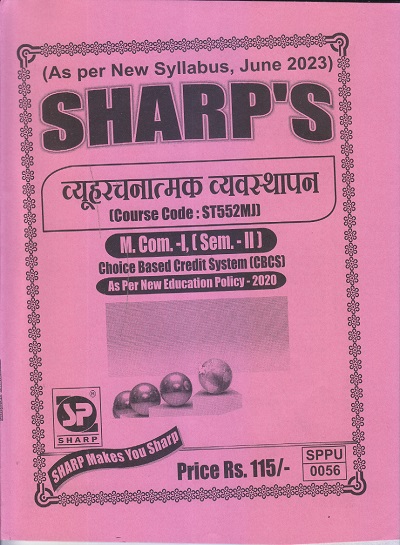 (As per New Syllabus, June 2023)
SHARP'S
व्यूहरचनात्मक व्यवस्थापन
(Course Code : ST552MJ)
M. Com. -I, ( Sem. - II )
Choice Based Credit System (CBCS)
As Per New Education Policy - 2020
SP
®
SHARP
SHARP Makes You Sharp
Price Rs. 115/-
SPPU
0056